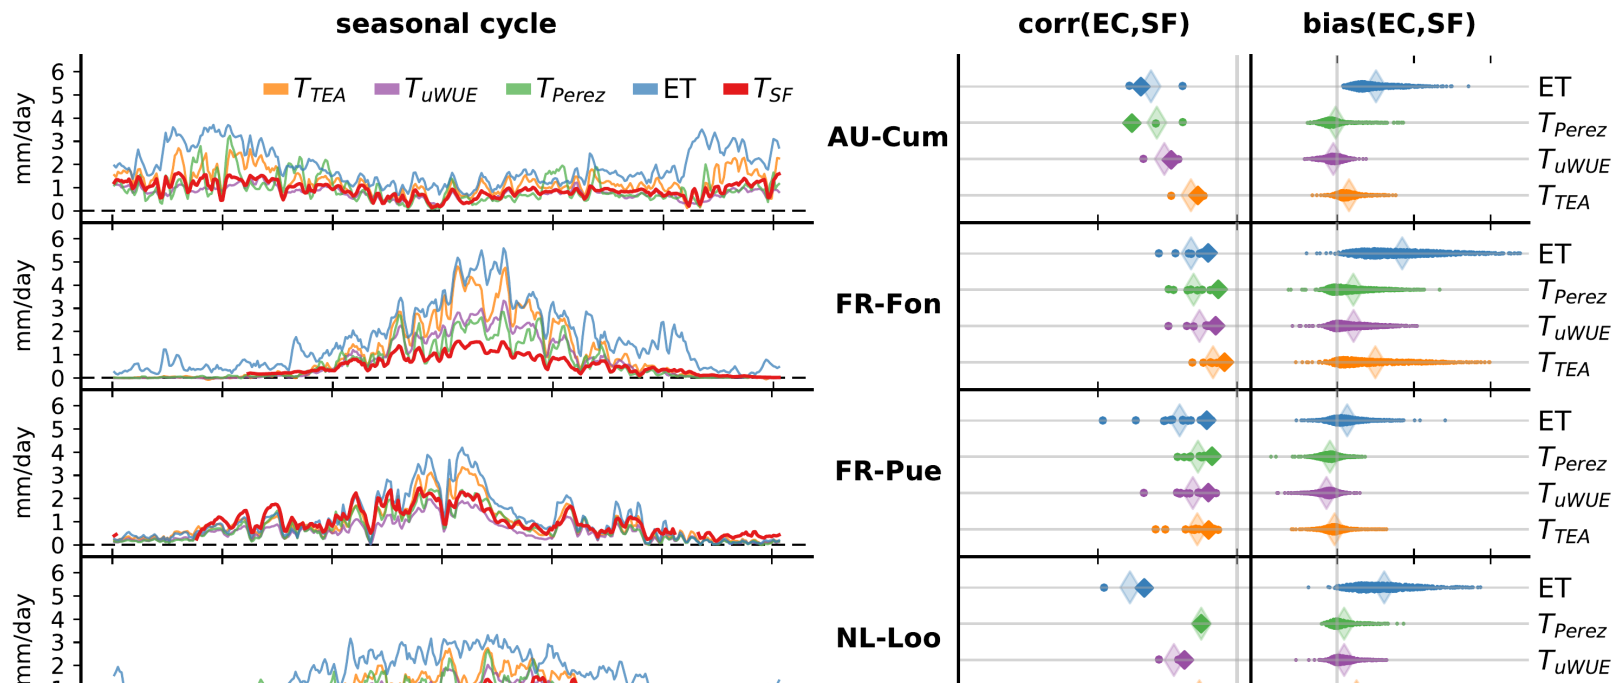 seasonal cycle
corr(EC,SF)
bias(EC,SF)
mm/day
6
5
4
3
2
1
0
T_TEA
T_uWUE
T_Perez
ET
T_SF
AU-Cum
ET
T_Perez
T_uWUE
T_TEA
mm/day
6
5
4
3
2
1
0
FR-Fon
ET
T_Perez
T_uWUE
T_TEA
mm/day
6
5
4
3
2
1
0
FR-Pue
ET
T_Perez
T_uWUE
T_TEA
mm/day
6
5
4
3
2
NL-Loo
ET
T_Perez
T_uWUE